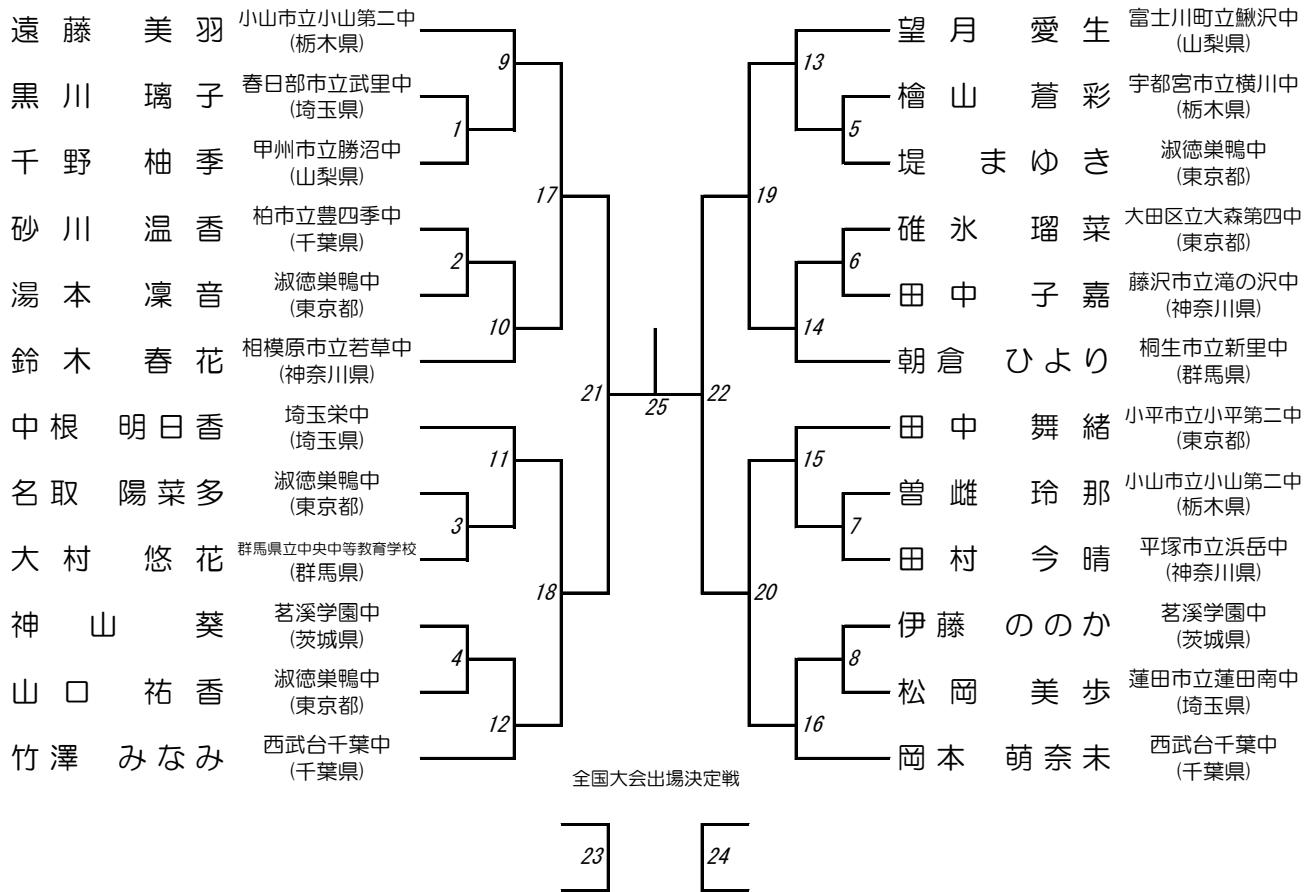 遠藤 美羽 小山市立小山第二中
(栃木県)
9
黒川 璃子 春日部市立武里中
(埼玉県)
1
千野 柚季 甲州市立勝沼中
(山梨県)
17
砂川 温香 柏市立豊四季中
(千葉県)
2
湯本 凜音 淑徳巣鴨中
(東京都)
10
鈴木 春花 相模原市立若草中
(神奈川県)
21
中根 明日香 埼玉栄中
(埼玉県)
11
名取 陽菜多 淑徳巣鴨中
(東京都)
3
大村 悠花 群馬県立中央中等教育学校
(群馬県)
18
神山 葵 茗溪学園中
(茨城県)
4
山口 祐香 淑徳巣鴨中
(東京都)
12
竹澤 みなみ 西武台千葉中
(千葉県)
25
望月 愛生 富士川町立鰍沢中
(山梨県)
13
檜山 蒼彩 宇都宮市立横川中
(栃木県)
5
堤 まゆき 淑徳巣鴨中
(東京都)
19
碓氷 瑠菜 大田区立大森第四中
(東京都)
6
田中 子嘉 藤沢市立滝の沢中
(神奈川県)
14
朝倉 ひより 桐生市立新里中
(群馬県)
22
田中 舞緒 小平市立小平第二中
(東京都)
15
曽雌 玲那 小山市立小山第二中
(栃木県)
7
田村 今晴 平塚市立浜岳中
(神奈川県)
20
伊藤 ののか 茗溪学園中
(茨城県)
8
松岡 美歩 蓮田市立蓮田南中
(埼玉県)
16
岡本 萌奈未 西武台千葉中
(千葉県)
全国大会出場決定戦
23
24